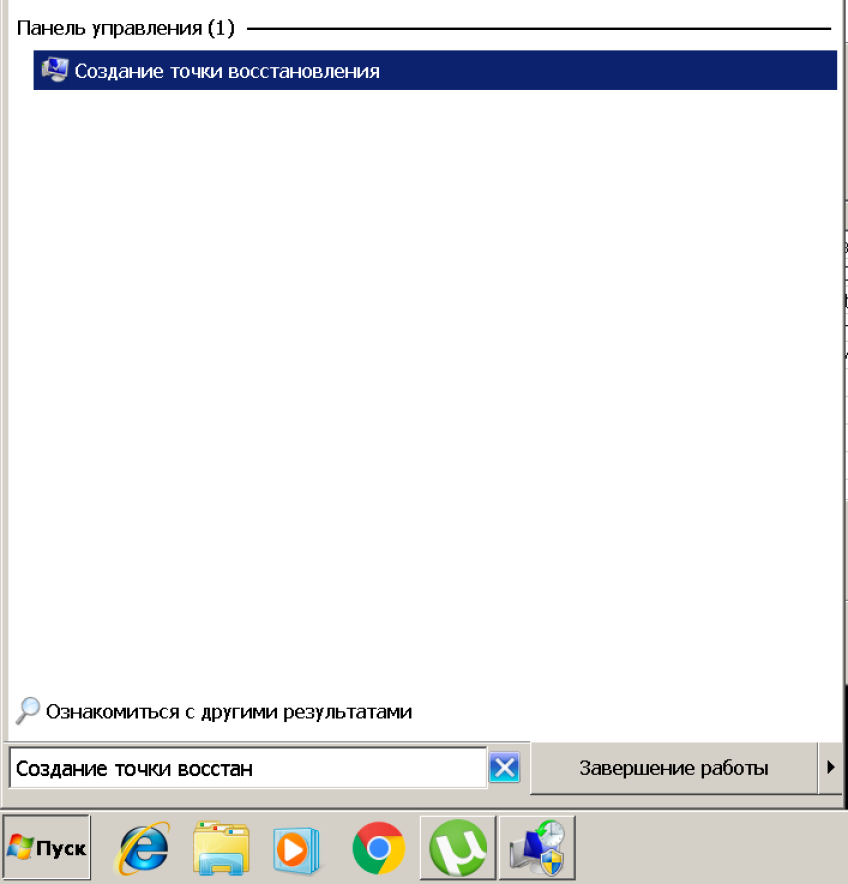 Панель управления (1)
Создание точки восстановления
Ознакомиться с другими результатами
Создание точки восстан
Завершение работы
Пуск